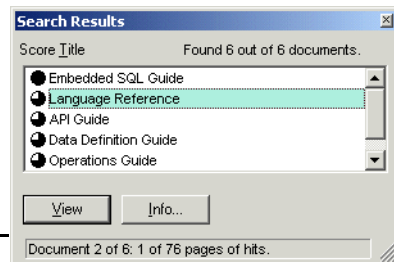 Search Results
Score Title Found 6 out of 6 documents.
Embedded SQL Guide
Language Reference
API Guide
Data Definition Guide
Operations Guide
View Info...
Document 2 of 6: 1 of 76 pages of hits.